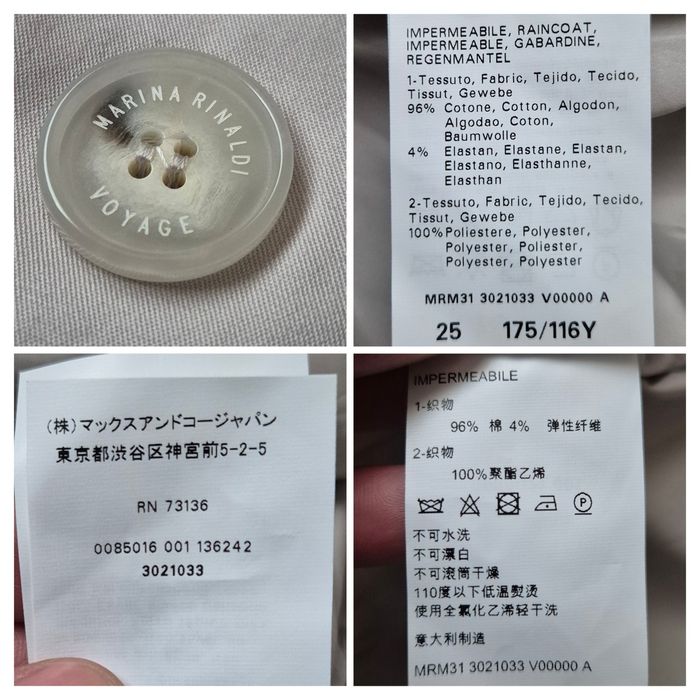 MARINA RINALDI
VOYAGE
IMPERMEABILE, RAINCOAT,
IMPERMEABLE, GABARDINE,
REGENMANTEL
1-Tessuto, Fabric, Tejido, Tecido,
Tissut, Gewebe
96% Cotone, Cotton, Algodon,
Algodao, Coton,
Baumwolle
4% Elastan, Elastane, Elastan,
Elastano, Elasthanne,
Elasthan
2-Tessuto, Fabric, Tejido, Tecido,
Tissut, Gewebe
100%Poliestere, Polyester,
Polyester, Poliester,
Polyester, Polyester
MRM31 3021033 V00000 A
25 175/116Y
(株)マックスアンドコージャパン
東京都渋谷区神宮前5-2-5
RN 73136
0085016 001 136242
3021033
IMPERMEABILE
1-织物
96% 棉 4% 弹性纤维
2-织物
100%聚酯乙烯
P
不可水洗
不可漂白
不可滚筒干燥
110度以下低温熨烫
使用全氯化乙烯轻干洗
意大利制造
MRM31 3021033 V00000 A